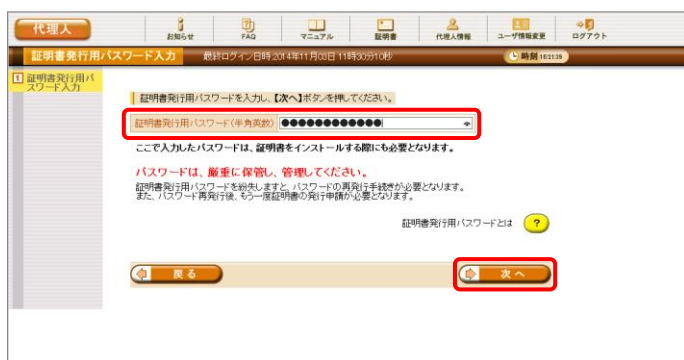 代理人
お知らせ
FAQ
マニュアル
証明書
代理人情報
ユーザ情報変更
ログアウト
証明書発行用パスワード入力
最終ログイン日時:2014年11月03日 11時30分10秒
時刻 15:21:39
1 証明書発行用パ
スワード入力
証明書発行用パスワードを入力し、【次へ】ボタンを押してください。
証明書発行用パスワード(半角英数) ●●●●●●●●●●●●
ここで入力したパスワードは、証明書をインストールする際にも必要となります。
パスワードは、厳重に保管し、管理してください。
証明書発行用パスワードを紛失しますと、パスワードの再発行手続きが必要となります。
また、パスワード再発行後、もう一度証明書の発行申請が必要となります。
証明書発行用パスワードとは ?
戻る
次へ